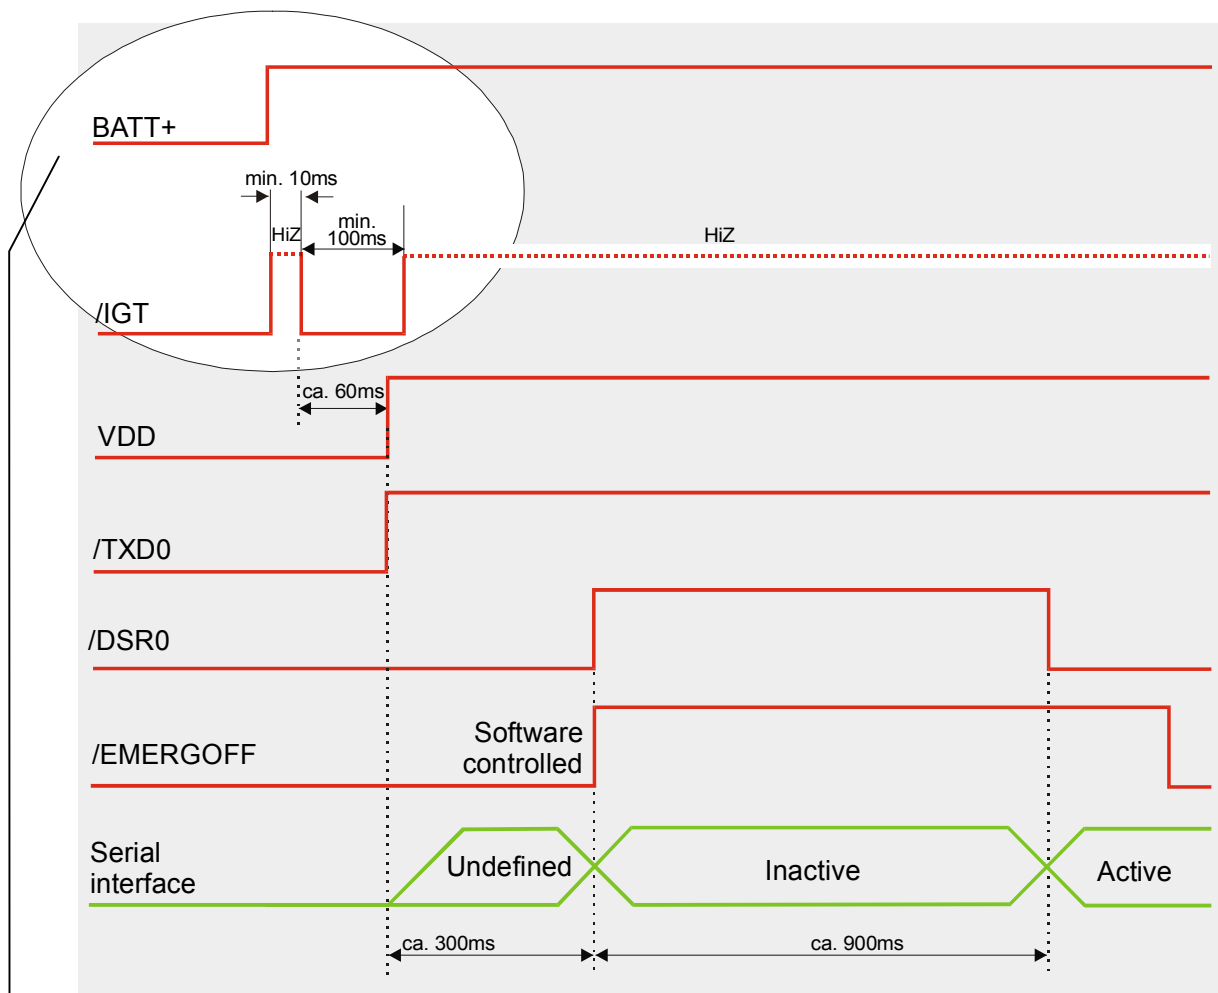 BATT+
min. 10ms
HiZ
min.
100ms
HiZ
/IGT
ca. 60ms
VDD
/TXD0
/DSR0
/EMERGOFF
Software
controlled
Serial
interface
Undefined
Inactive
Active
ca. 300ms
ca. 900ms